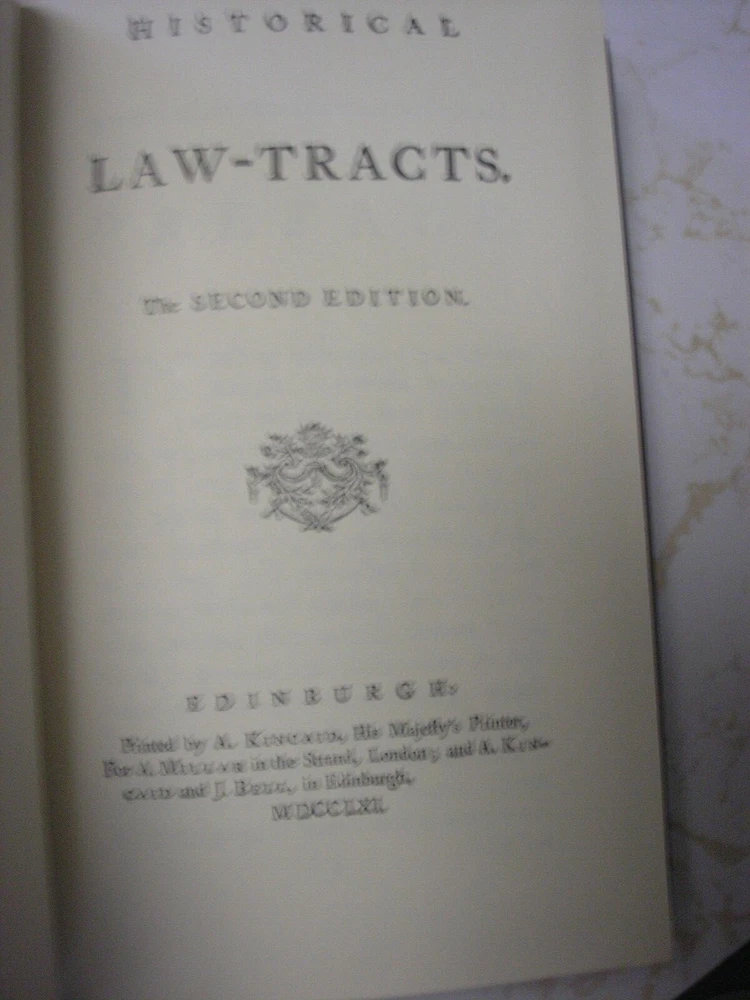 HISTORICAL
LAW-TRACTS.
The SECOND EDITION.
EDINBURGH:
Printed by A. KINCAID, His Majesty's Printer,
For A. MILLAR in the Strand, London; and A. KIN-
CAID and J. BELL, in Edinburgh.
MDCCLXI.